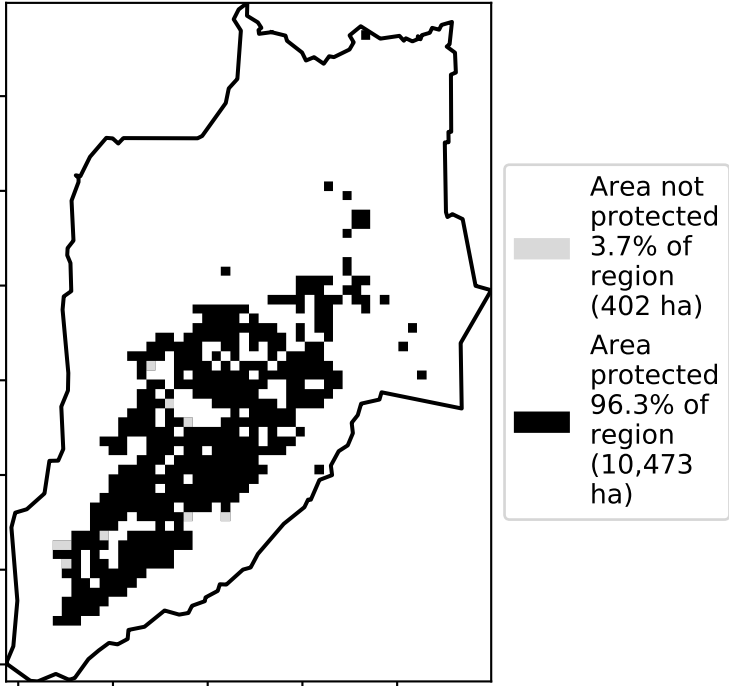 Area not
protected
3.7% of
region
(402 ha)
Area
protected
96.3% of
region
(10,473
ha)